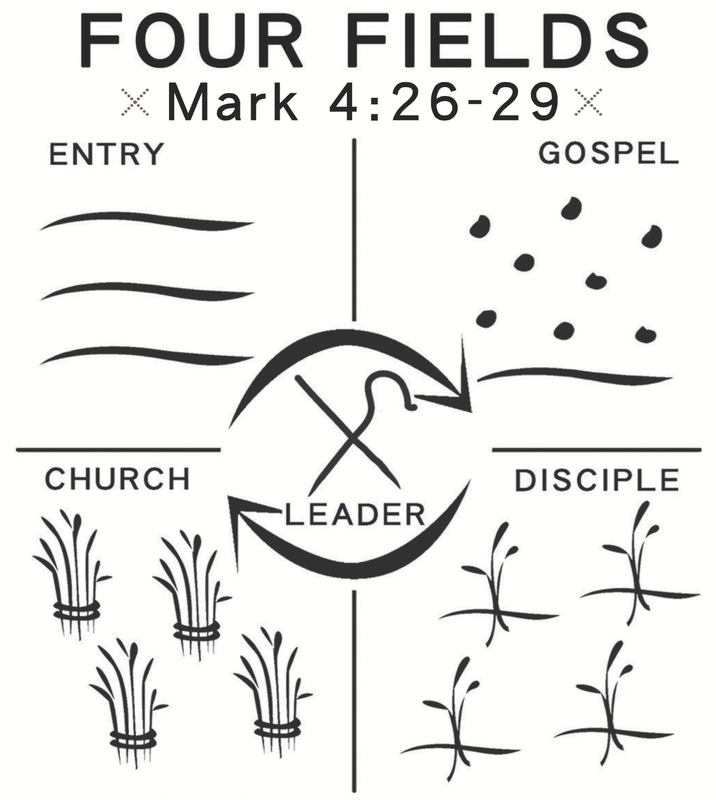 FOUR FIELDS
Mark 4:26-29
ENTRY
GOSPEL
LEADER
CHURCH
DISCIPLE